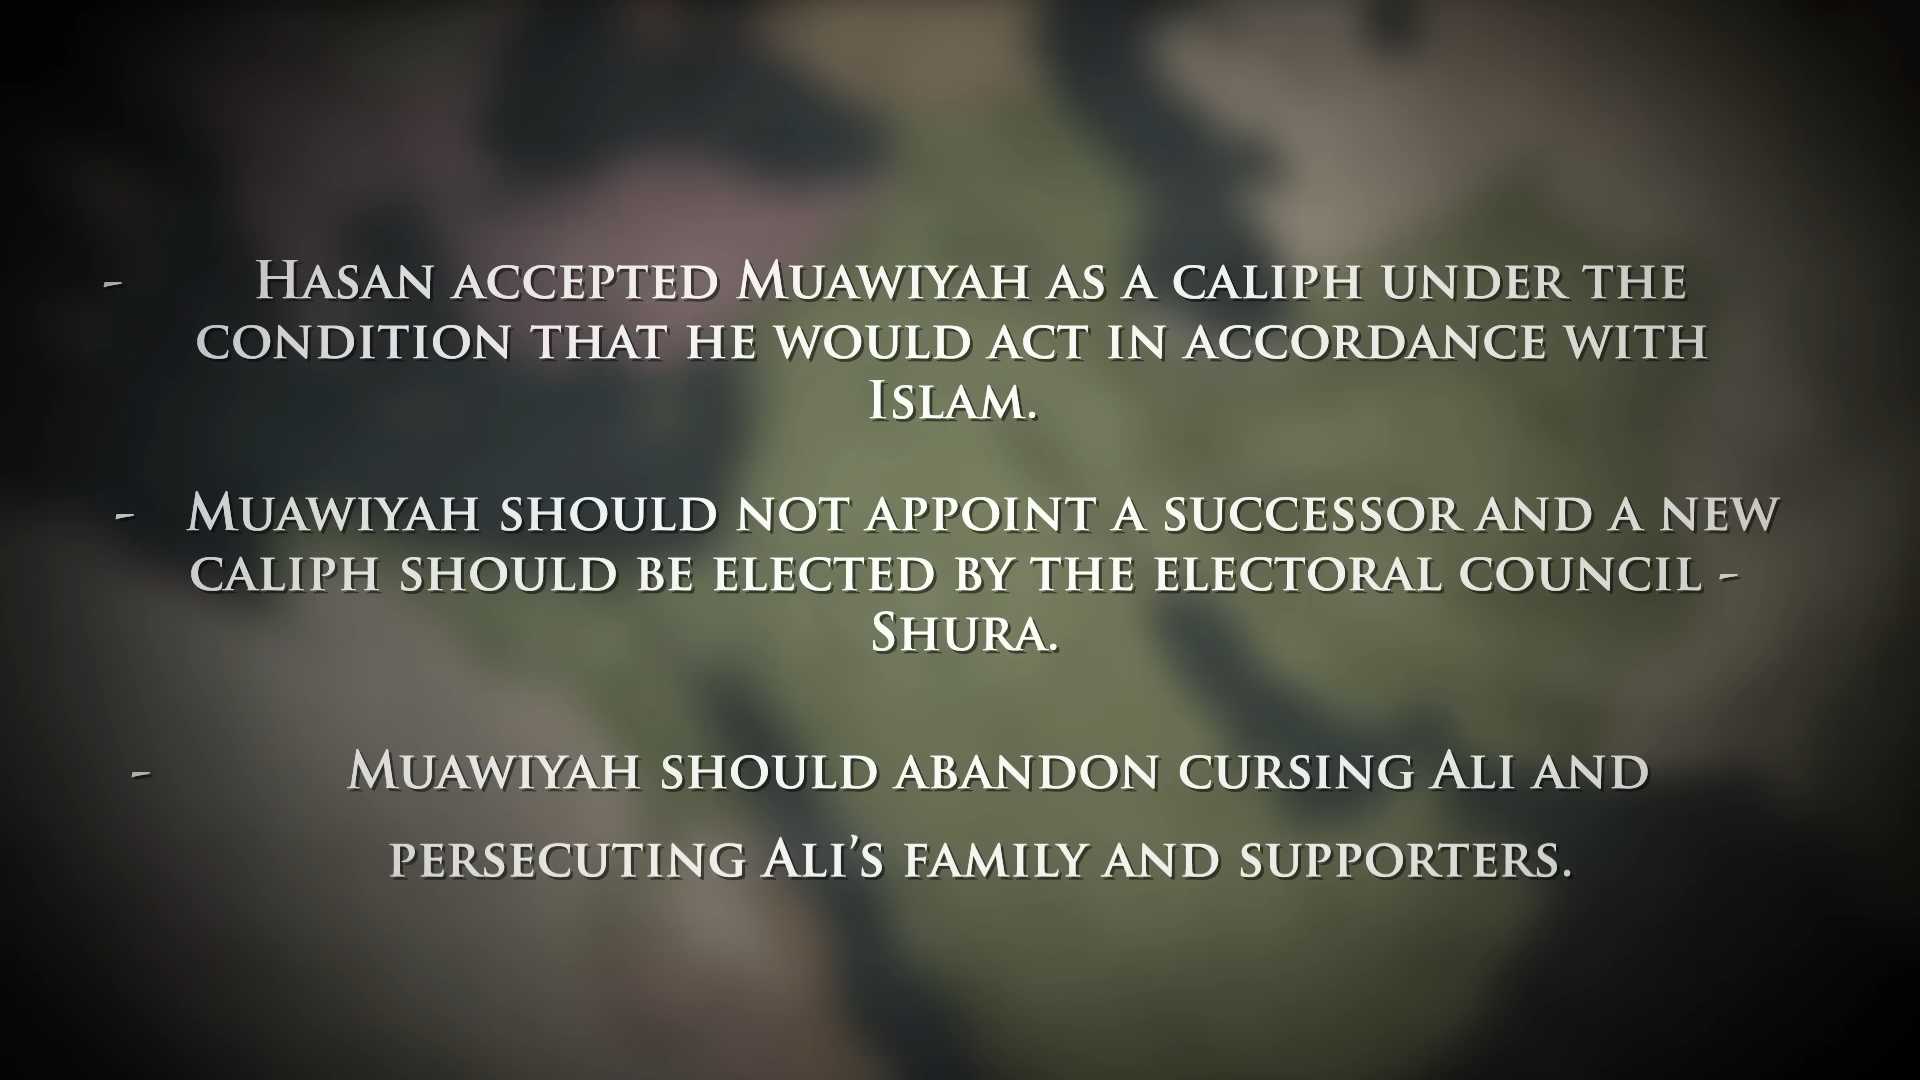 - Hasan accepted Muawiyah as a caliph under the
condition that he would act in accordance with
Islam.
- Muawiyah should not appoint a successor and a new
caliph should be elected by the electoral council -
Shura.
- Muawiyah should abandon cursing Ali and
persecuting Ali's family and supporters.